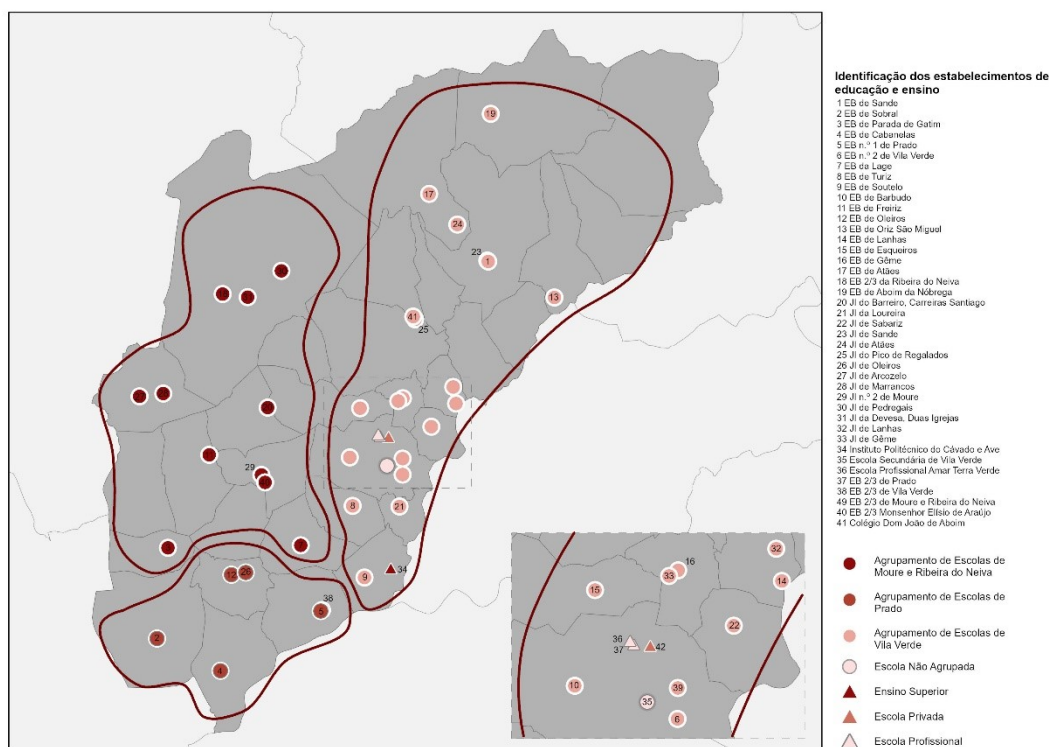 19
17
24
23
1
13
41
25
29
8
21
12
26
9
34
38
5
2
4
32
16
33
14
15
22
36
37
42
10
39
35
6
Identificação dos estabelecimentos de
educação e ensino
1 EB de Sande
2 EB de Sobral
3 EB de Parada de Gatim
4 EB de Cabanelas
5 EB n.º 1 de Prado
6 EB n.º 2 de Vila Verde
7 EB da Lage
8 EB de Turiz
9 EB de Soutelo
10 EB de Barbudo
11 EB de Freiriz
12 EB de Oleiros
13 EB de Oriz São Miguel
14 EB de Lanhas
15 EB de Esqueiros
16 EB de Gême
17 EB de Atães
18 EB 2/3 da Ribeira do Neiva
19 EB de Aboim da Nóbrega
20 JI do Barreiro, Carreiras Santiago
21 JI da Loureira
22 JI de Sabariz
23 JI de Sande
24 JI de Atães
25 JI do Pico de Regalados
26 JI de Oleiros
27 JI de Arcozelo
28 JI de Marrancos
29 JI n.º 2 de Moure
30 JI de Pedregais
31 JI da Devesa, Duas Igrejas
32 JI de Lanhas
33 JI de Gême
34 Instituto Politécnico do Cávado e Ave
35 Escola Secundária de Vila Verde
36 Escola Profissional Amar Terra Verde
37 EB 2/3 de Prado
38 EB 2/3 de Vila Verde
49 EB 2/3 de Moure e Ribeira do Neiva
40 EB 2/3 Monsenhor Elísio de Araújo
41 Colégio Dom João de Aboim
Agrupamento de Escolas de
Moure e Ribeira do Neiva
Agrupamento de Escolas de
Prado
Agrupamento de Escolas de
Vila Verde
Escola Não Agrupada
Ensino Superior
Escola Privada
Escola Profissional